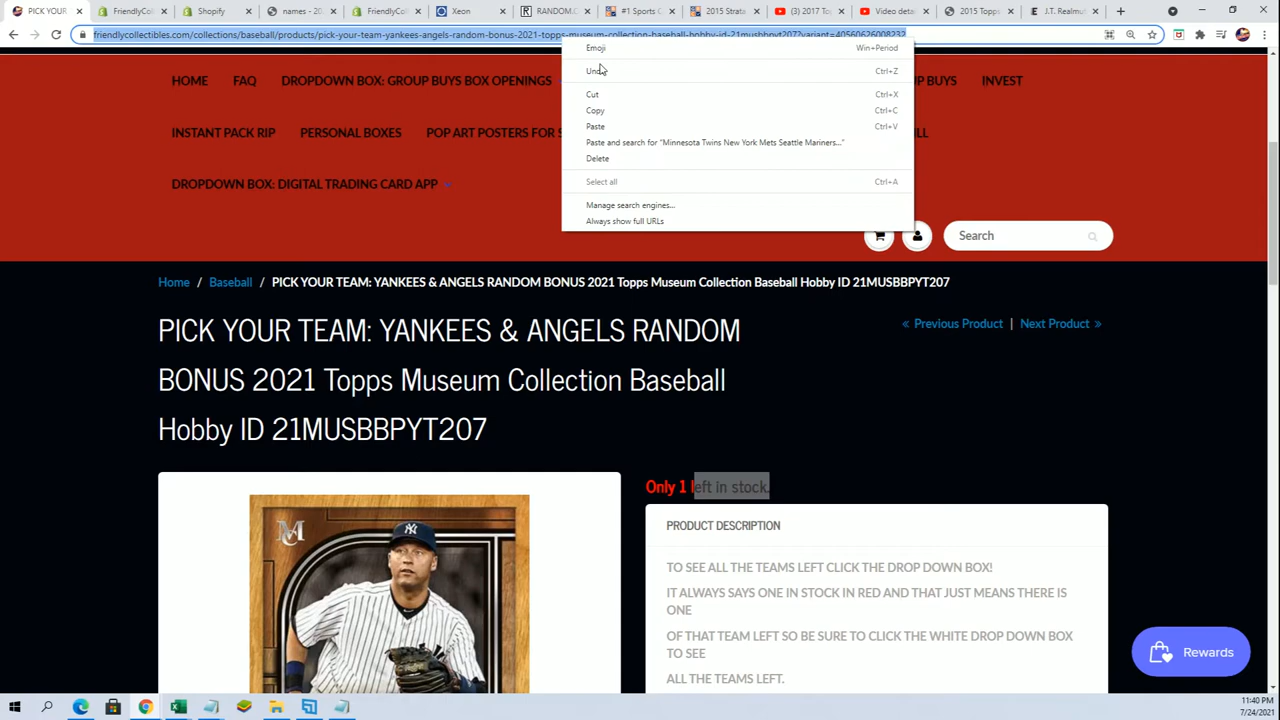 PICK YOUR
FriendlyC
Shopify
names - 20
FriendlyCo
Xeon
RANDOM.O
#1 Sports C
2015 Strata
(3) 2017 To
Video deta
2015 Topps
J.T. Realmut
friendlycollectibles.com/collections/baseball/products/pick-your-team-yankees-angels-random-bonus-2021-topps-museum-collection-baseball-hobby-id-21musbbpyt207?variant=40560626008232
Emoji Win+Period
Undo Ctrl+Z
Cut Ctrl+X
Copy Ctrl+C
Paste Ctrl+V
Paste and search for "Minnesota Twins New York Mets Seattle Mariners..."
Delete
Select all Ctrl+A
Manage search engines...
Always show full URLs
HOME FAQ DROPDOWN BOX: GROUP BUYS BOX OPENINGS UP BUYS INVEST
INSTANT PACK RIP PERSONAL BOXES POP ART POSTERS FOR S LL
DROPDOWN BOX: DIGITAL TRADING CARD APP
Search
Home / Baseball / PICK YOUR TEAM: YANKEES & ANGELS RANDOM BONUS 2021 Topps Museum Collection Baseball Hobby ID 21MUSBBPYT207
PICK YOUR TEAM: YANKEES & ANGELS RANDOM
BONUS 2021 Topps Museum Collection Baseball
Hobby ID 21MUSBBPYT207
« Previous Product | Next Product »
Only 1 left in stock.
PRODUCT DESCRIPTION
TO SEE ALL THE TEAMS LEFT CLICK THE DROP DOWN BOX!
IT ALWAYS SAYS ONE IN STOCK IN RED AND THAT JUST MEANS THERE IS
ONE
OF THAT TEAM LEFT SO BE SURE TO CLICK THE WHITE DROP DOWN BOX
TO SEE
ALL THE TEAMS LEFT.
MC
Rewards
11:40 PM
7/24/2021